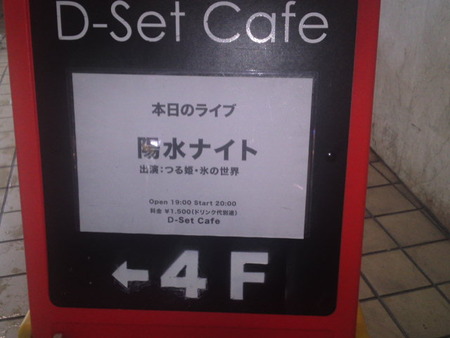 D-Set Cafe
本日のライブ
陽水ナイト
出演:つる姫・氷の世界
Open 19:00 Start 20:00
料金 ¥1,500(ドリンク代別途)
D-Set Cafe
←4F